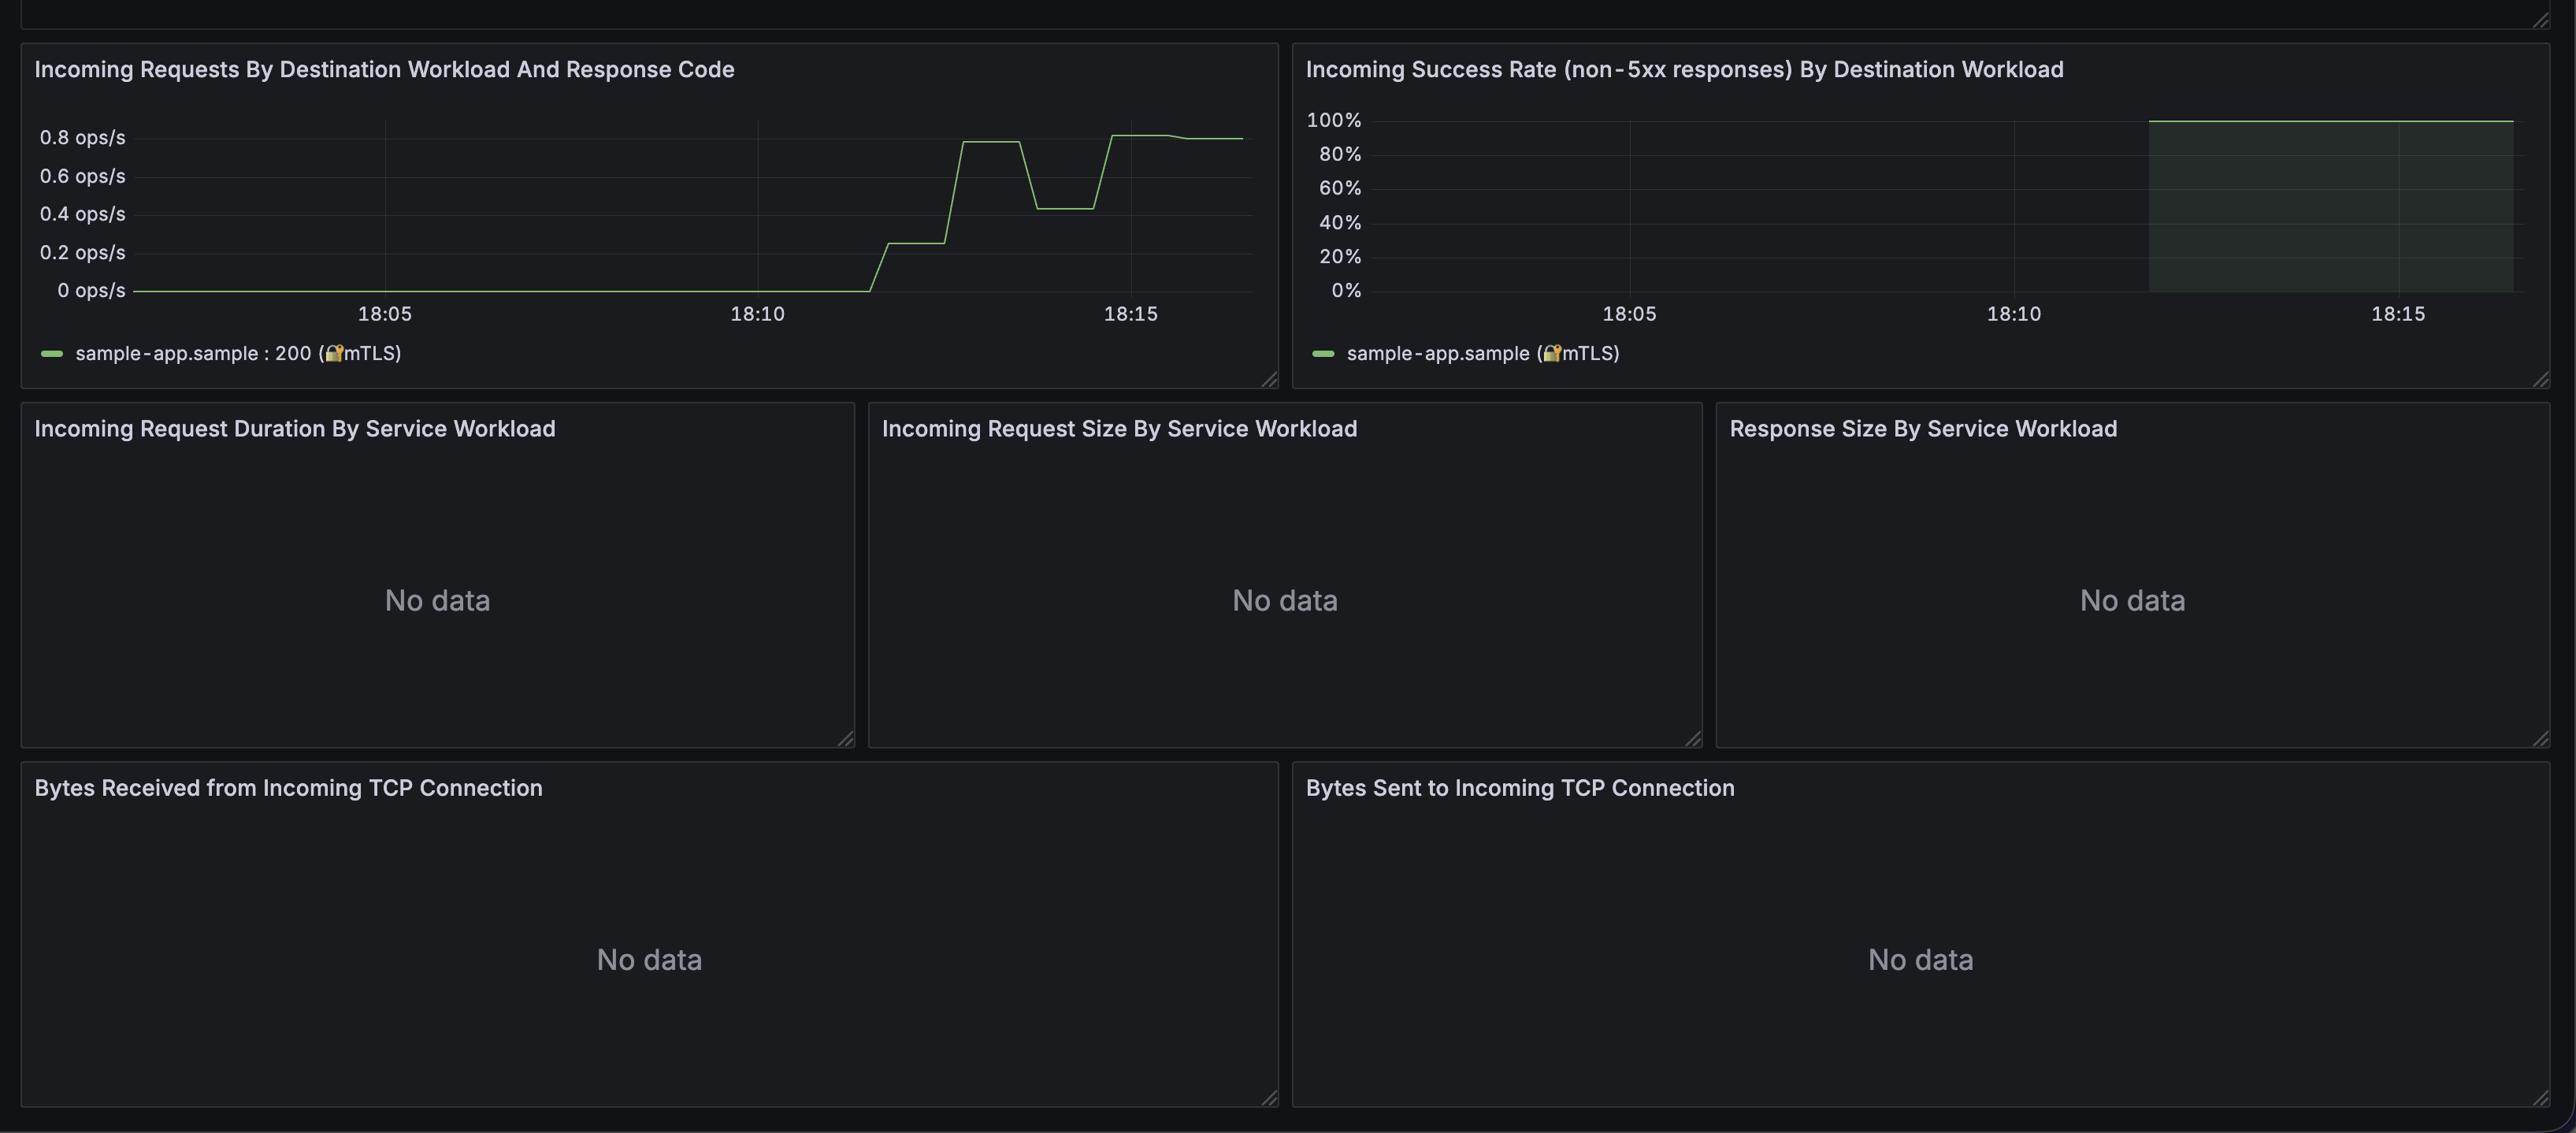 Incoming Requests By Destination Workload And Response Code
0.8 ops/s
0.6 ops/s
0.4 ops/s
0.2 ops/s
0 ops/s
18:05
18:10
18:15
sample-app.sample : 200 (🔐mTLS)
Incoming Success Rate (non-5xx responses) By Destination Workload
100%
80%
60%
40%
20%
0%
18:05
18:10
18:15
sample-app.sample (🔐mTLS)
Incoming Request Duration By Service Workload
No data
Incoming Request Size By Service Workload
No data
Response Size By Service Workload
No data
Bytes Received from Incoming TCP Connection
No data
Bytes Sent to Incoming TCP Connection
No data